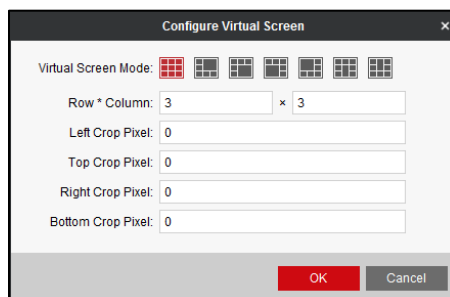 Configure Virtual Screen ×
Virtual Screen Mode:
Row * Column: 3 × 3
Left Crop Pixel: 0
Top Crop Pixel: 0
Right Crop Pixel: 0
Bottom Crop Pixel: 0
OK Cancel